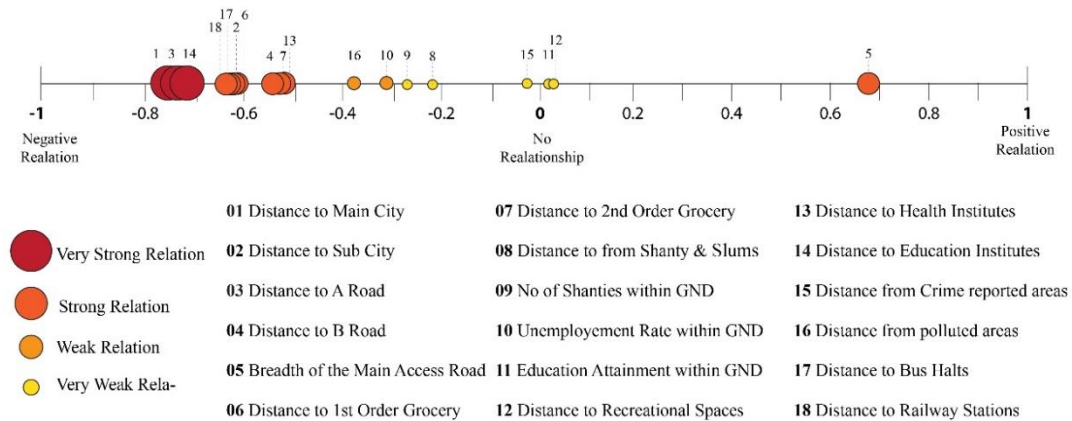 17 6
18 2 13 12
1 3 14 4 7 16 10 9 8 15 11 5
-1 -0.8 -0.6 -0.4 -0.2 0 0.2 0.4 0.6 0.8 1
Negative No Positive
Realation Realationship Realation
01 Distance to Main City 07 Distance to 2nd Order Grocery 13 Distance to Health Institutes
Very Strong Relation 02 Distance to Sub City 08 Distance to from Shanty & Slums 14 Distance to Education Institutes
03 Distance to A Road 09 No of Shanties within GND 15 Distance from Crime reported areas
Strong Relation
04 Distance to B Road 10 Unemployement Rate within GND 16 Distance from polluted areas
Weak Relation
05 Breadth of the Main Access Road 11 Education Attainment within GND 17 Distance to Bus Halts
Very Weak Rela-
06 Distance to 1st Order Grocery 12 Distance to Recreational Spaces 18 Distance to Railway Stations